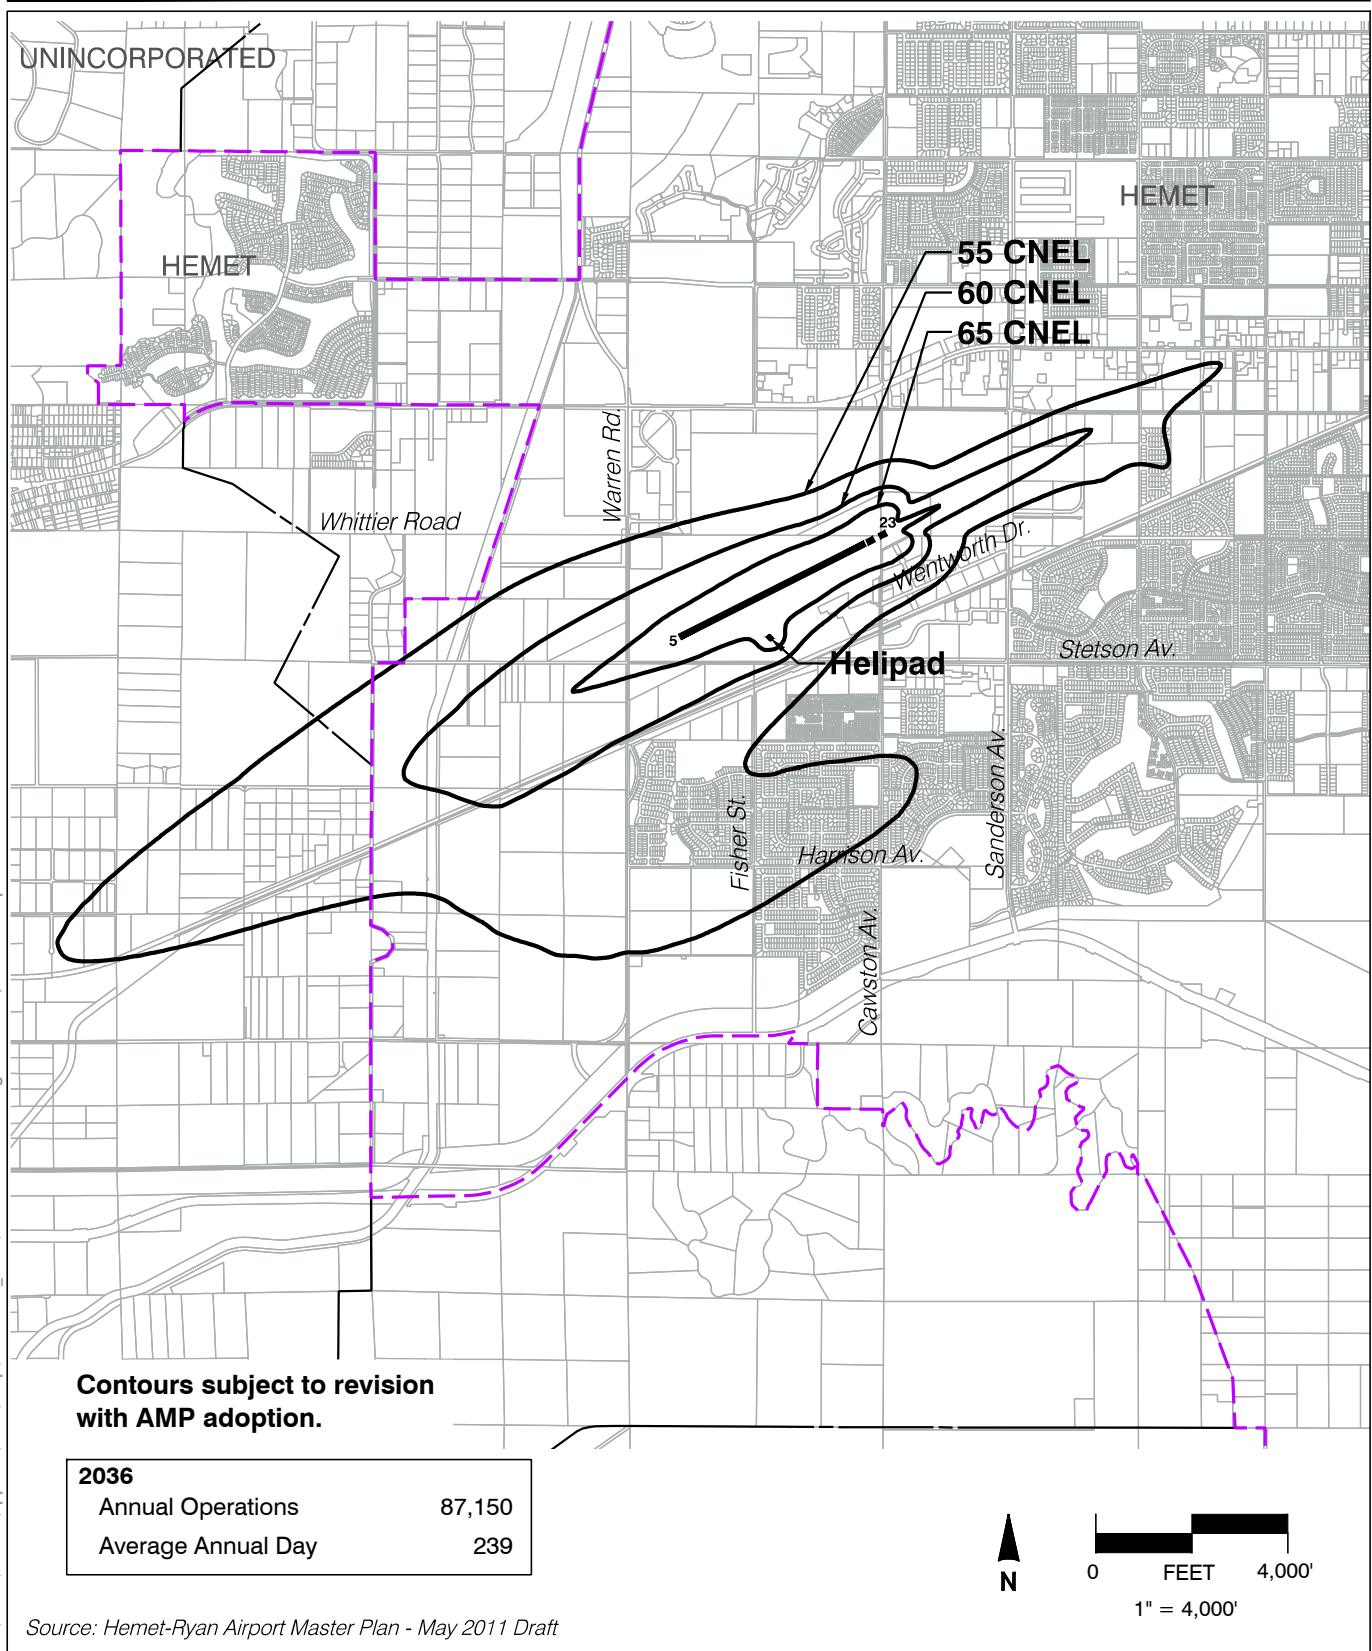 UNINCORPORATED
HEMET
HEMET
55 CNEL
60 CNEL
65 CNEL
Warren Rd.
Whittier Road
23
Wentworth Dr.
5
Helipad
Stetson Av.
Sanderson Av.
Fisher St.
Harrison Av.
Cawston Av.
Contours subject to revision
with AMP adoption.
2036
Annual Operations 87,150
Average Annual Day 239
N
0 FEET 4,000'
1" = 4,000'
Source: Hemet-Ryan Airport Master Plan - May 2011 Draft